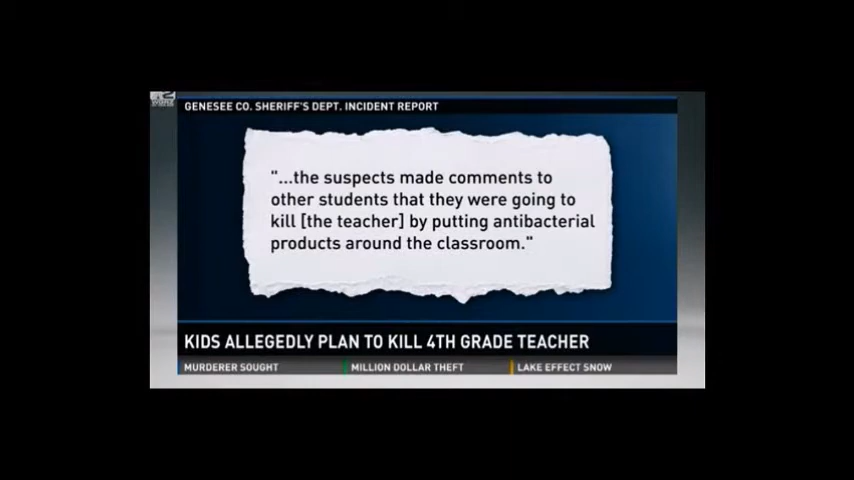 GENESEE CO. SHERIFF'S DEPT. INCIDENT REPORT
"...the suspects made comments to
other students that they were going to
kill [the teacher] by putting antibacterial
products around the classroom."
KIDS ALLEGEDLY PLAN TO KILL 4TH GRADE TEACHER
MURDERER SOUGHT
MILLION DOLLAR THEFT
LAKE EFFECT SNOW